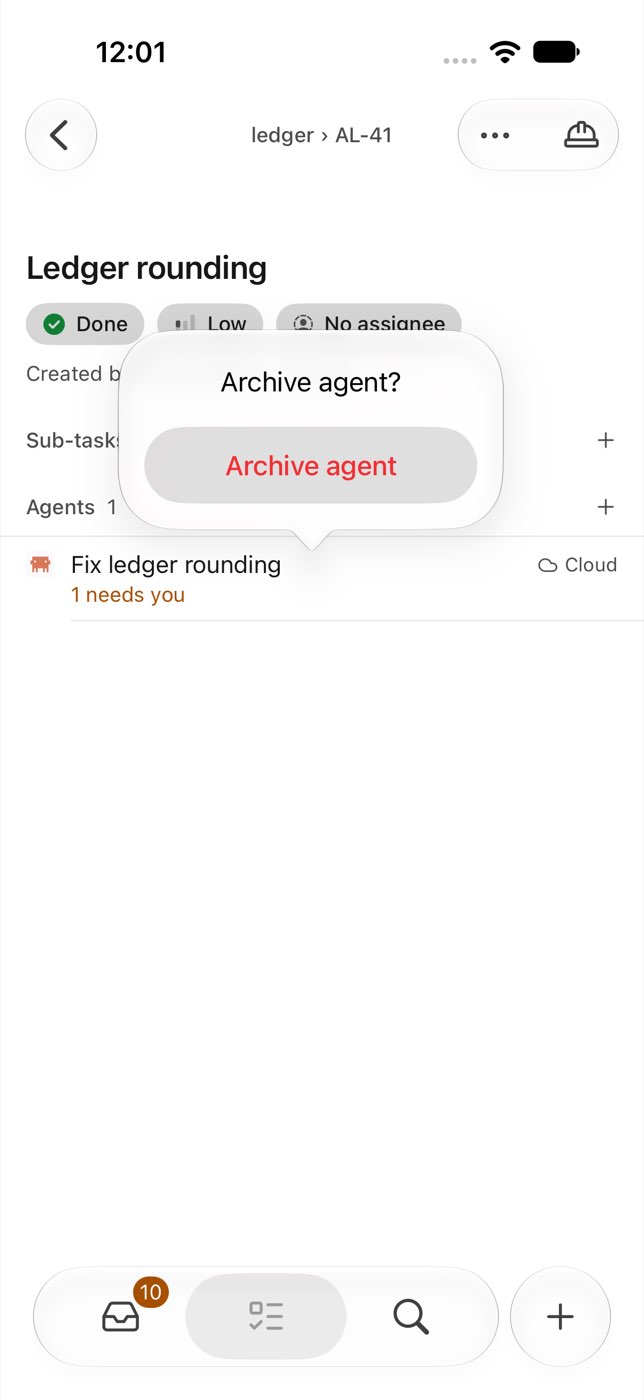 12:01
ledger › AL-41
Ledger rounding
Done
Low
No assignee
Created b
Archive agent?
Sub-tasks
Archive agent
Agents 1
Fix ledger rounding
Cloud
1 needs you
10